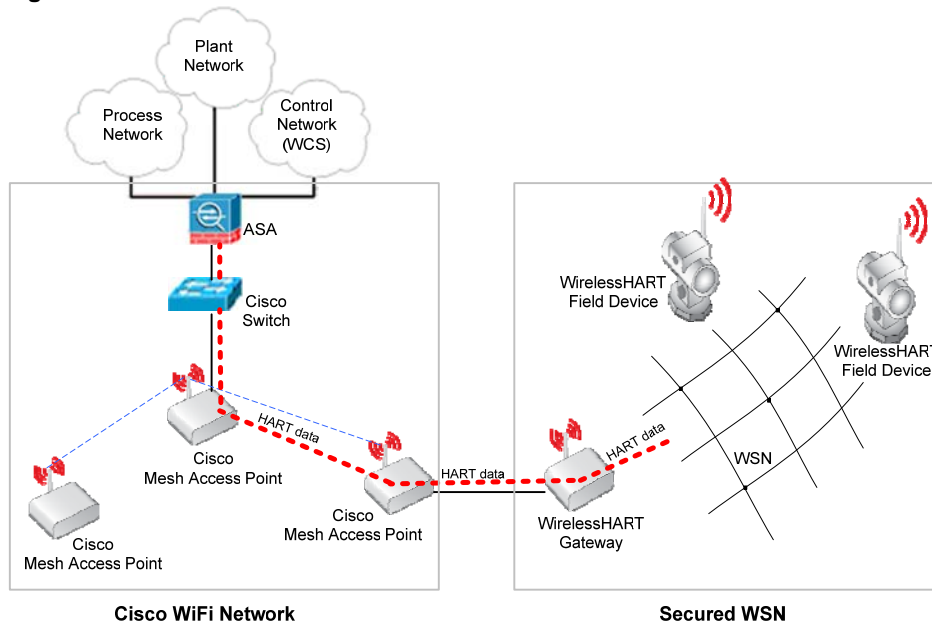 Plant
Network
Process
Network
Control
Network
(WCS)
ASA
Cisco
Switch
HART data
Cisco
Mesh Access Point
Cisco
Mesh Access Point
Cisco
Mesh Access Point
HART data
HART data
WirelessHART
Gateway
WSN
WirelessHART
Field Device
WirelessHART
Field Device
Cisco WiFi Network
Secured WSN